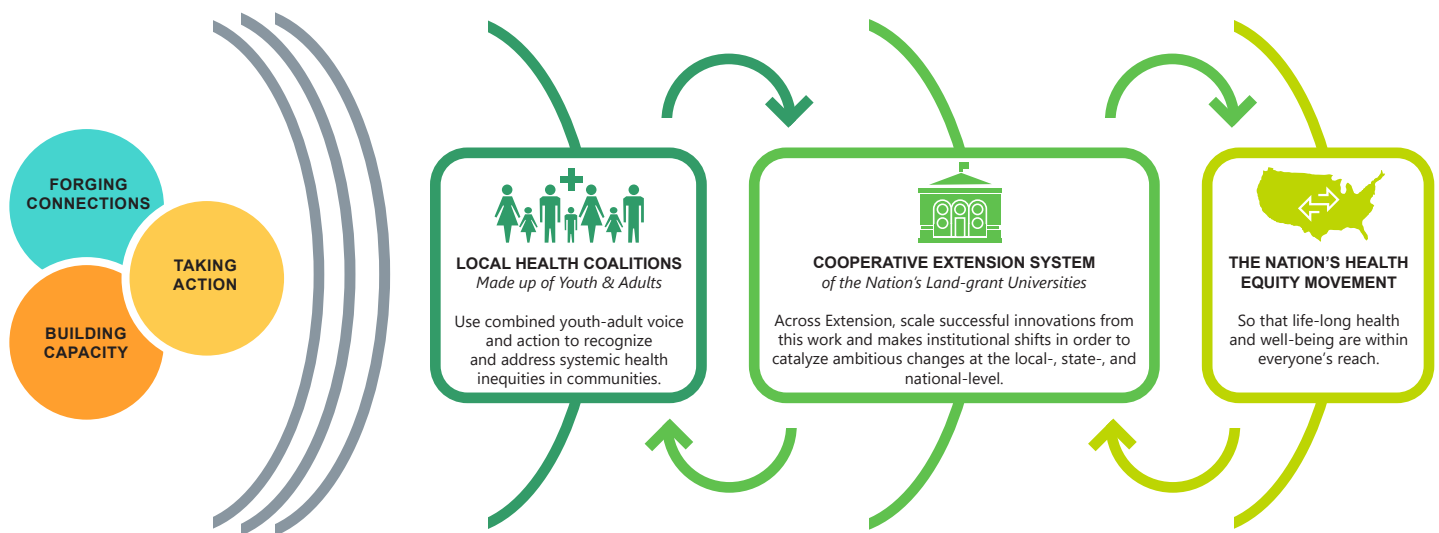 FORGING
CONNECTIONS
TAKING
ACTION
BUILDING
CAPACITY
LOCAL HEALTH COALITIONS
Made up of Youth & Adults
Use combined youth-adult voice
and action to recognize
and address systemic health
inequities in communities.
COOPERATIVE EXTENSION SYSTEM
of the Nation's Land-grant Universities
Across Extension, scale successful innovations from
this work and makes institutional shifts in order to
catalyze ambitious changes at the local-, state-, and
national-level.
THE NATION'S HEALTH
EQUITY MOVEMENT
So that life-long health
and well-being are within
everyone's reach.